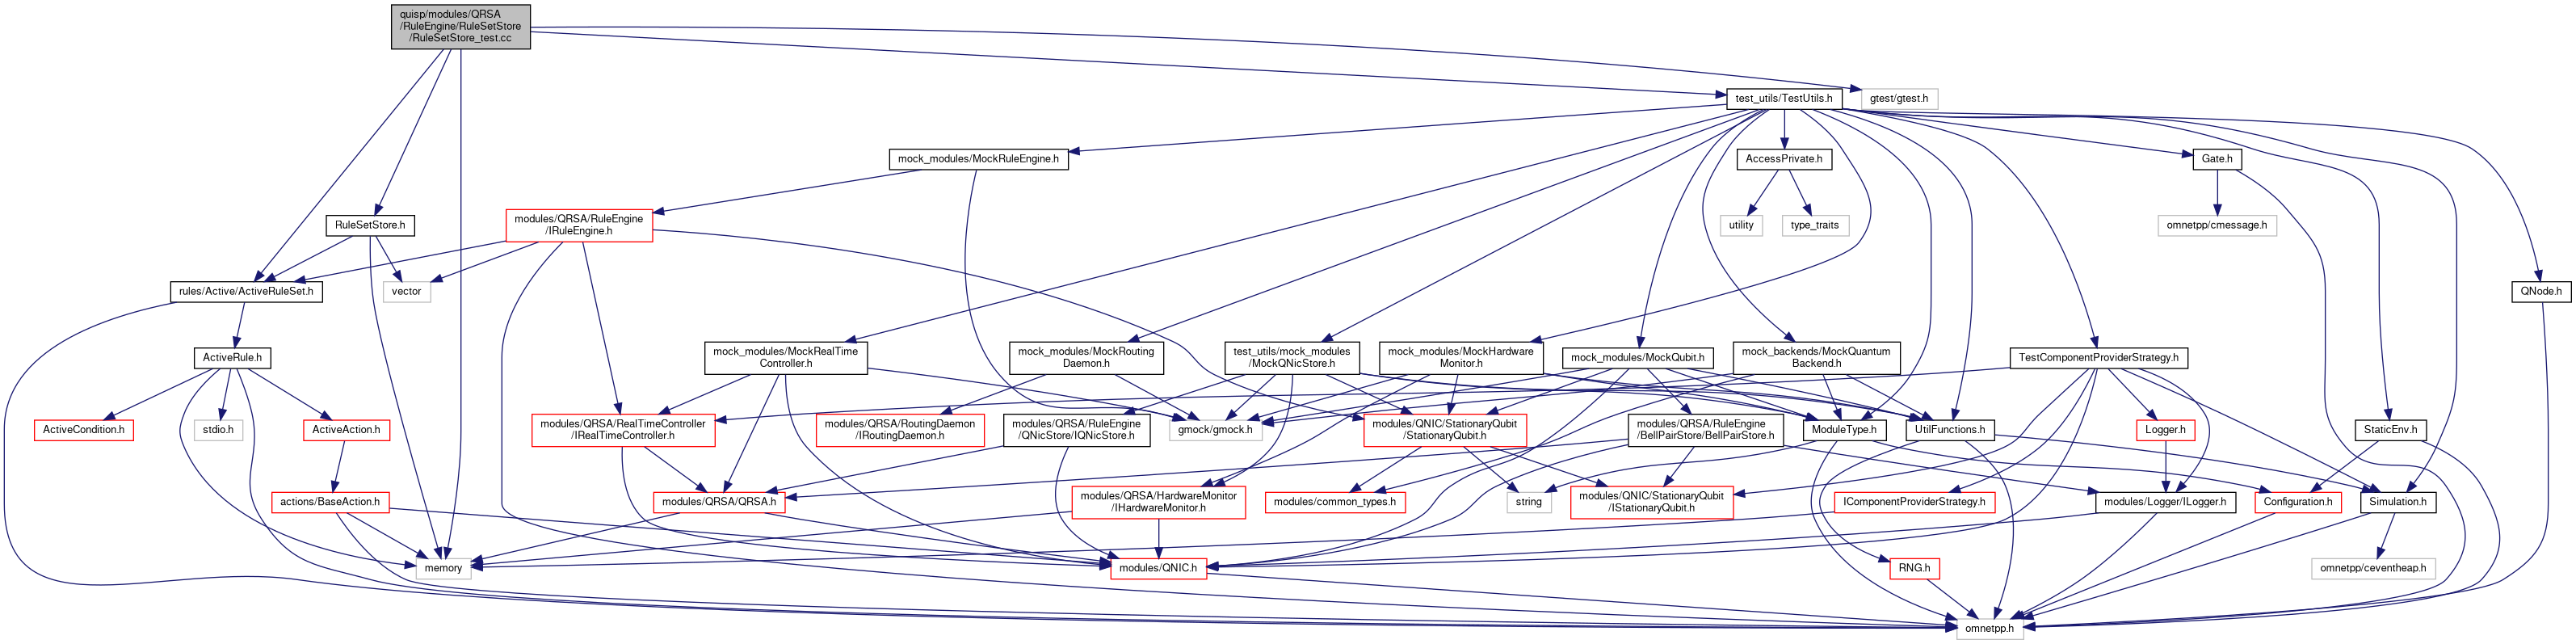 quisp/modules/QRSA
/RuleEngine/RuleSetStore
/RuleSetStore_test.cc
test_utils/TestUtils.h
gtest/gtest.h
mock_modules/MockRuleEngine.h
AccessPrivate.h
Gate.h
modules/QRSA/RuleEngine
/IRuleEngine.h
RuleSetStore.h
utility
type_traits
omnetpp/cmessage.h
rules/Active/ActiveRuleSet.h
vector
QNode.h
ActiveRule.h
mock_modules/MockRealTime
Controller.h
mock_modules/MockRouting
Daemon.h
test_utils/mock_modules
/MockQNicStore.h
mock_modules/MockHardware
Monitor.h
mock_modules/MockQubit.h
mock_backends/MockQuantum
Backend.h
TestComponentProviderStrategy.h
ActiveCondition.h
stdio.h
ActiveAction.h
modules/QRSA/RealTimeController
/IRealTimeController.h
modules/QRSA/RoutingDaemon
/IRoutingDaemon.h
modules/QRSA/RuleEngine
/QNicStore/IQNicStore.h
gmock/gmock.h
modules/QNIC/StationaryQubit
/StationaryQubit.h
modules/QRSA/RuleEngine
/BellPairStore/BellPairStore.h
ModuleType.h
UtilFunctions.h
Logger.h
StaticEnv.h
actions/BaseAction.h
modules/QRSA/QRSA.h
modules/QRSA/HardwareMonitor
/IHardwareMonitor.h
modules/common_types.h
string
modules/QNIC/StationaryQubit
/IStationaryQubit.h
IComponentProviderStrategy.h
modules/Logger/ILogger.h
Configuration.h
Simulation.h
memory
modules/QNIC.h
RNG.h
omnetpp/ceventheap.h
omnetpp.h